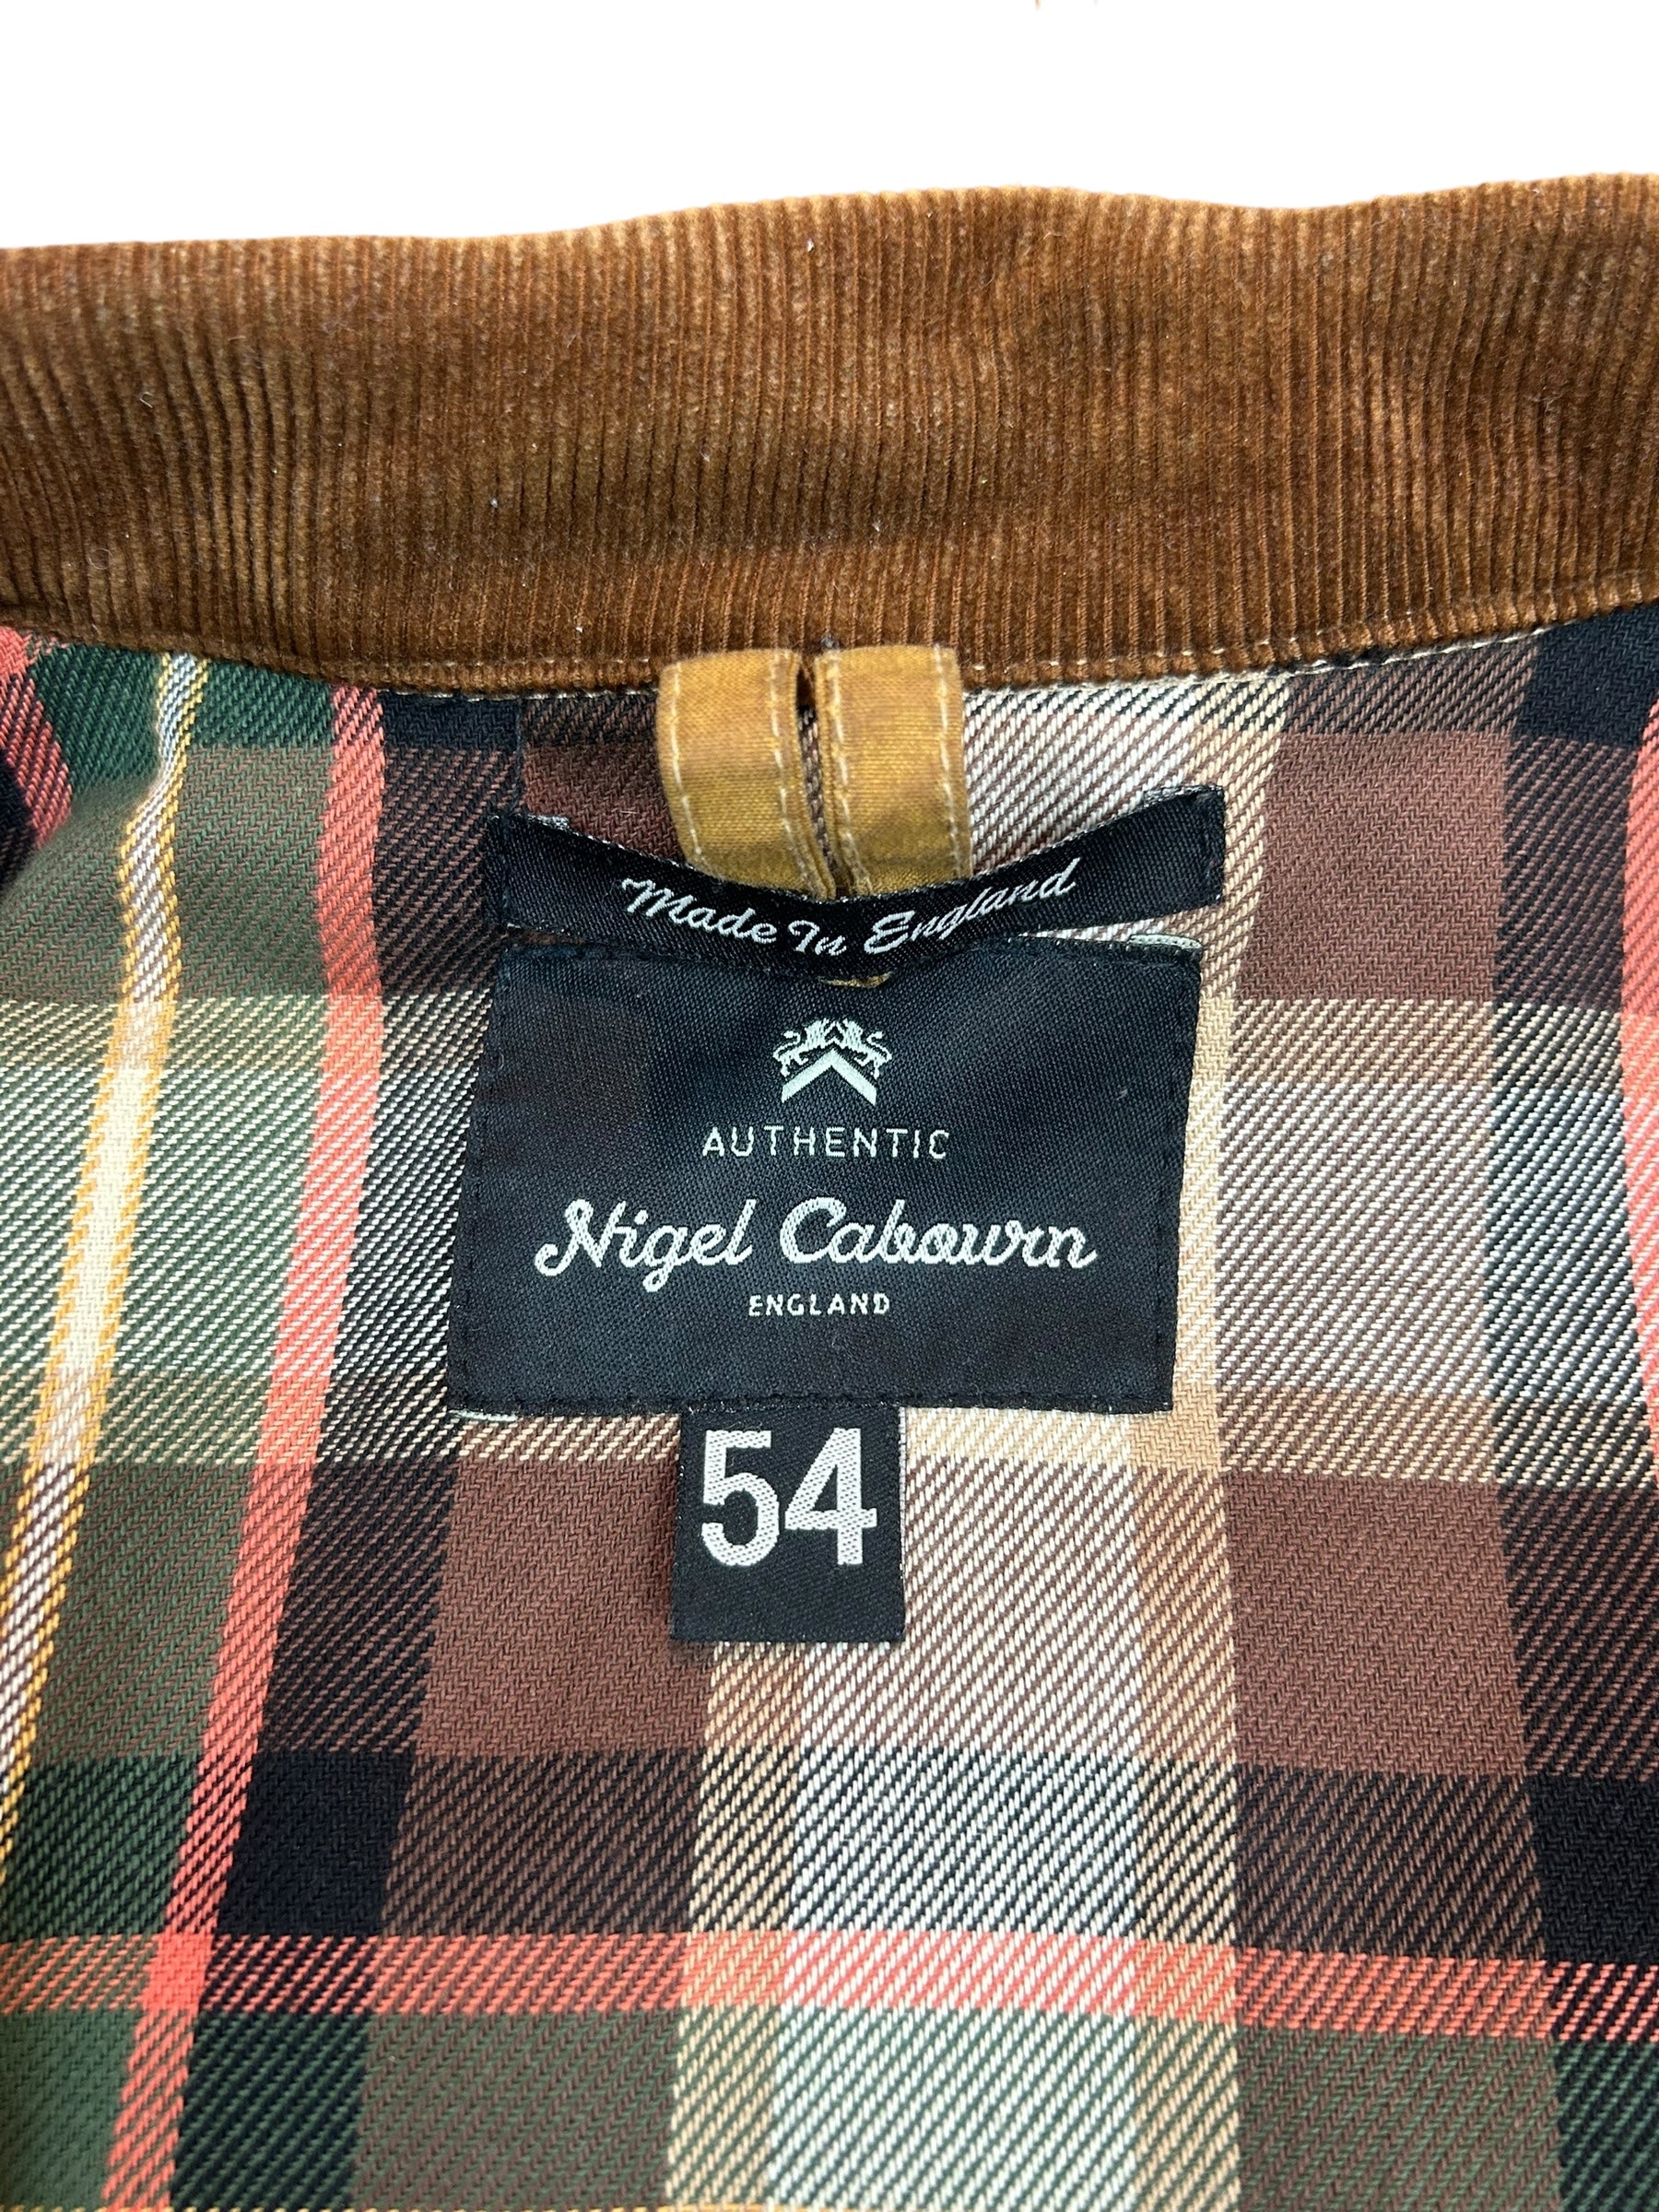 Made In England
AUTHENTIC
Nigel Cabourn
ENGLAND
54